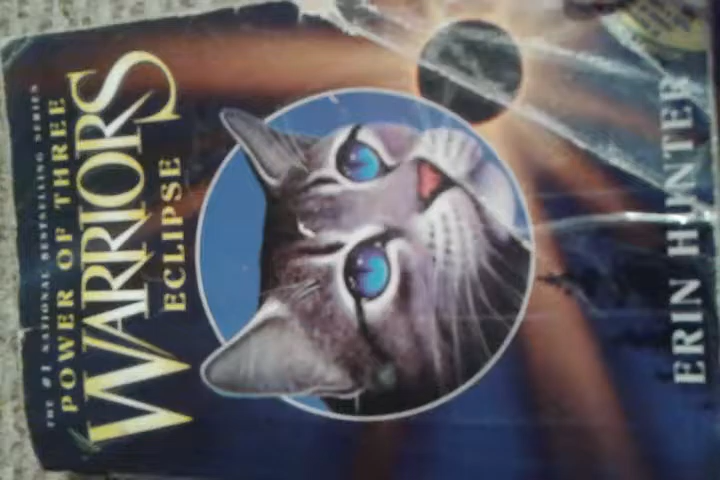 THE #1 NATIONAL BESTSELLING SERIES
POWER OF THREE
WARRIORS
ECLIPSE
ERIN HUNTER